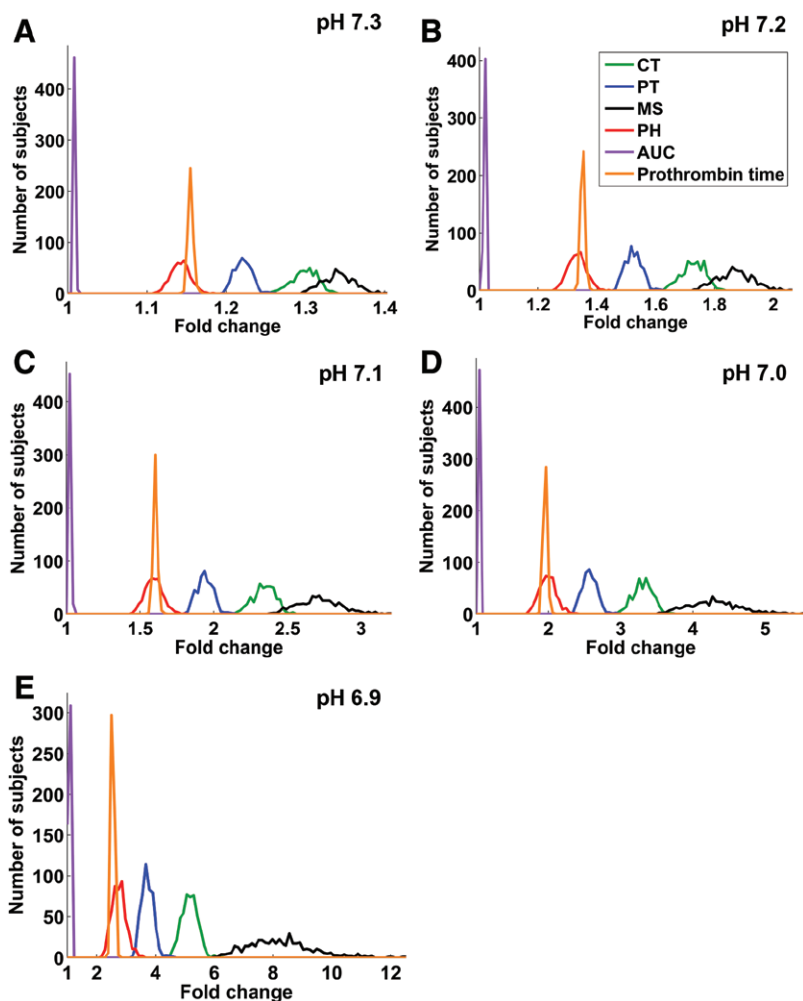 A
pH 7.3
Number of subjects
400
300
200
100
0
1
1.1
1.2
1.3
1.4
Fold change
B
pH 7.2
Number of subjects
400
300
200
100
0
1
1.2
1.4
1.6
1.8
2
Fold change
CT
PT
MS
PH
AUC
Prothrombin time
C
pH 7.1
Number of subjects
400
300
200
100
0
1
1.5
2
2.5
3
Fold change
D
pH 7.0
Number of subjects
400
300
200
100
0
1
2
3
4
5
Fold change
E
pH 6.9
Number of subjects
300
250
200
150
100
50
0
1
2
4
6
8
10
12
Fold change